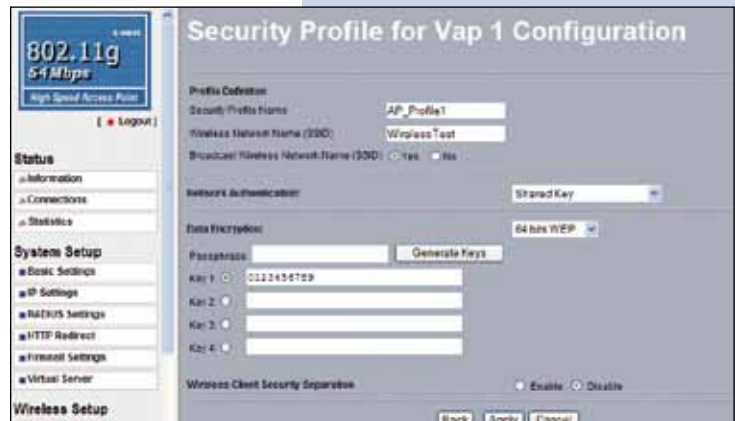 Security Profile for Vap 1 Configuration
802.11g
54Mbps
High Speed Access Point
[ Logout ]
Status
Information
Connections
Statistics
System Setup
Basic Settings
IP Settings
RADIUS Settings
HTTP Redirect
Firewall Settings
Virtual Server
Wireless Setup
Profile Definition
Security Profile Name AP_Profile1
Wireless Network Name (SSID) WirelessTest
Broadcast Wireless Network Name (SSID) Yes No
Network Authentication Shared Key
Data Encryption 64 bits WEP
Passphrase Generate Keys
Key 1 0123456789
Key 2
Key 3
Key 4
Wireless Client Security Separation Enable Disable
Back Apply Cancel